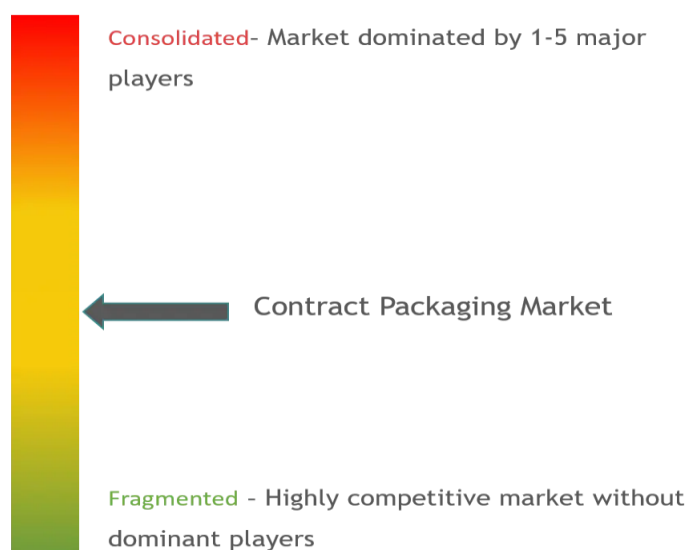 Consolidated- Market dominated by 1-5 major
players
Contract Packaging Market
Fragmented - Highly competitive market without
dominant players